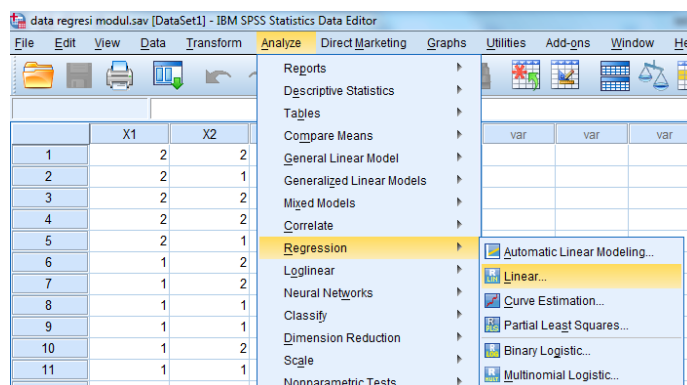 data regresi modul.sav [DataSet1] - IBM SPSS Statistics Data Editor
File Edit View Data Transform Analyze Direct Marketing Graphs Utilities Add-ons Window
Reports
Descriptive Statistics
Tables
Compare Means
General Linear Model
Generalized Linear Models
Mixed Models
Correlate
Regression
Loglinear
Neural Networks
Classify
Dimension Reduction
Scale
Nonparametric Tests
Automatic Linear Modeling...
Linear...
Curve Estimation...
Partial Least Squares...
Binary Logistic...
Multinomial Logistic...
X1 X2 var var var
1 2 2
2 2 1
3 2 2
4 2 2
5 2 1
6 1 2
7 1 2
8 1 1
9 1 1
10 1 2
11 1 1